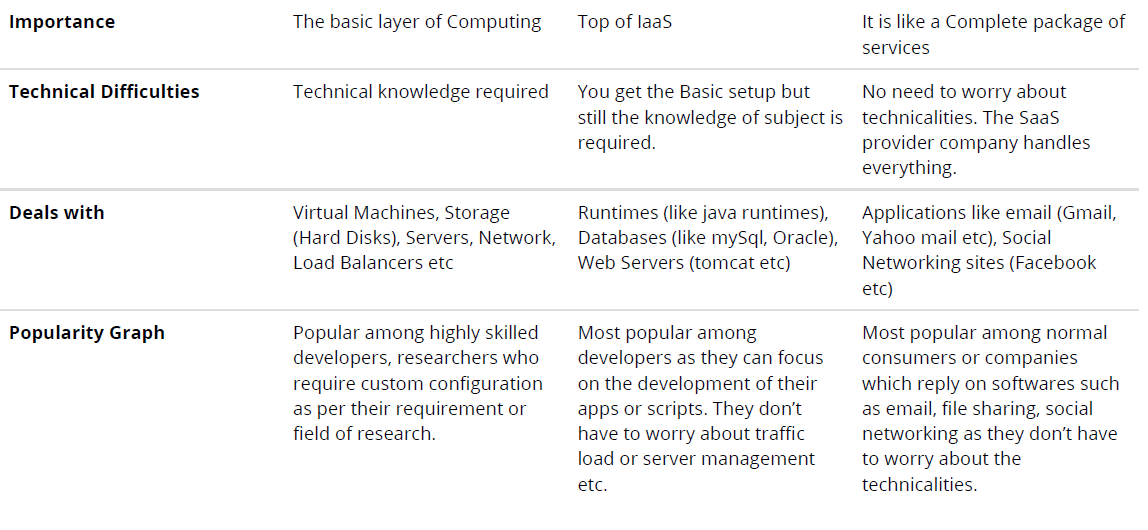 Importance
The basic layer of Computing
Top of IaaS
It is like a Complete package of
services
Technical Difficulties
Technical knowledge required
You get the Basic setup but
still the knowledge of subject is
required.
No need to worry about
technicalities. The SaaS
provider company handles
everything.
Deals with
Virtual Machines, Storage
(Hard Disks), Servers, Network,
Load Balancers etc
Runtimes (like java runtimes),
Databases (like mySql, Oracle),
Web Servers (tomcat etc)
Applications like email (Gmail,
Yahoo mail etc), Social
Networking sites (Facebook
etc)
Popularity Graph
Popular among highly skilled
developers, researchers who
require custom configuration
as per their requirement or
field of research.
Most popular among
developers as they can focus
on the development of their
apps or scripts. They don’t
have to worry about traffic
load or server management
etc.
Most popular among normal
consumers or companies
which reply on softwares such
as email, file sharing, social
networking as they don’t have
to worry about the
technicalities.